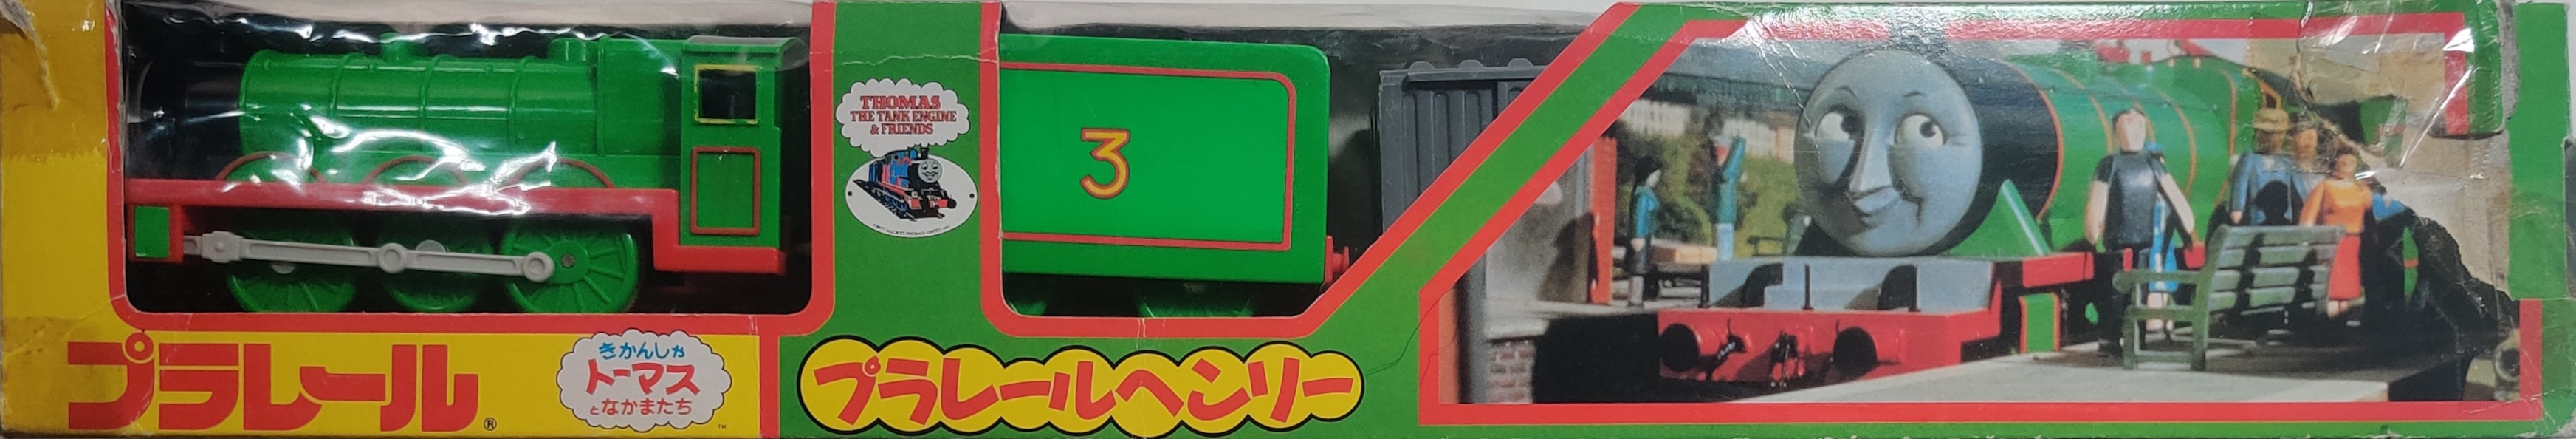 THOMAS
THE TANK ENGINE
& FRIENDS
3
プラレール®
きかんしゃ
トーマス
となかまたち
™
プラレールヘンリー